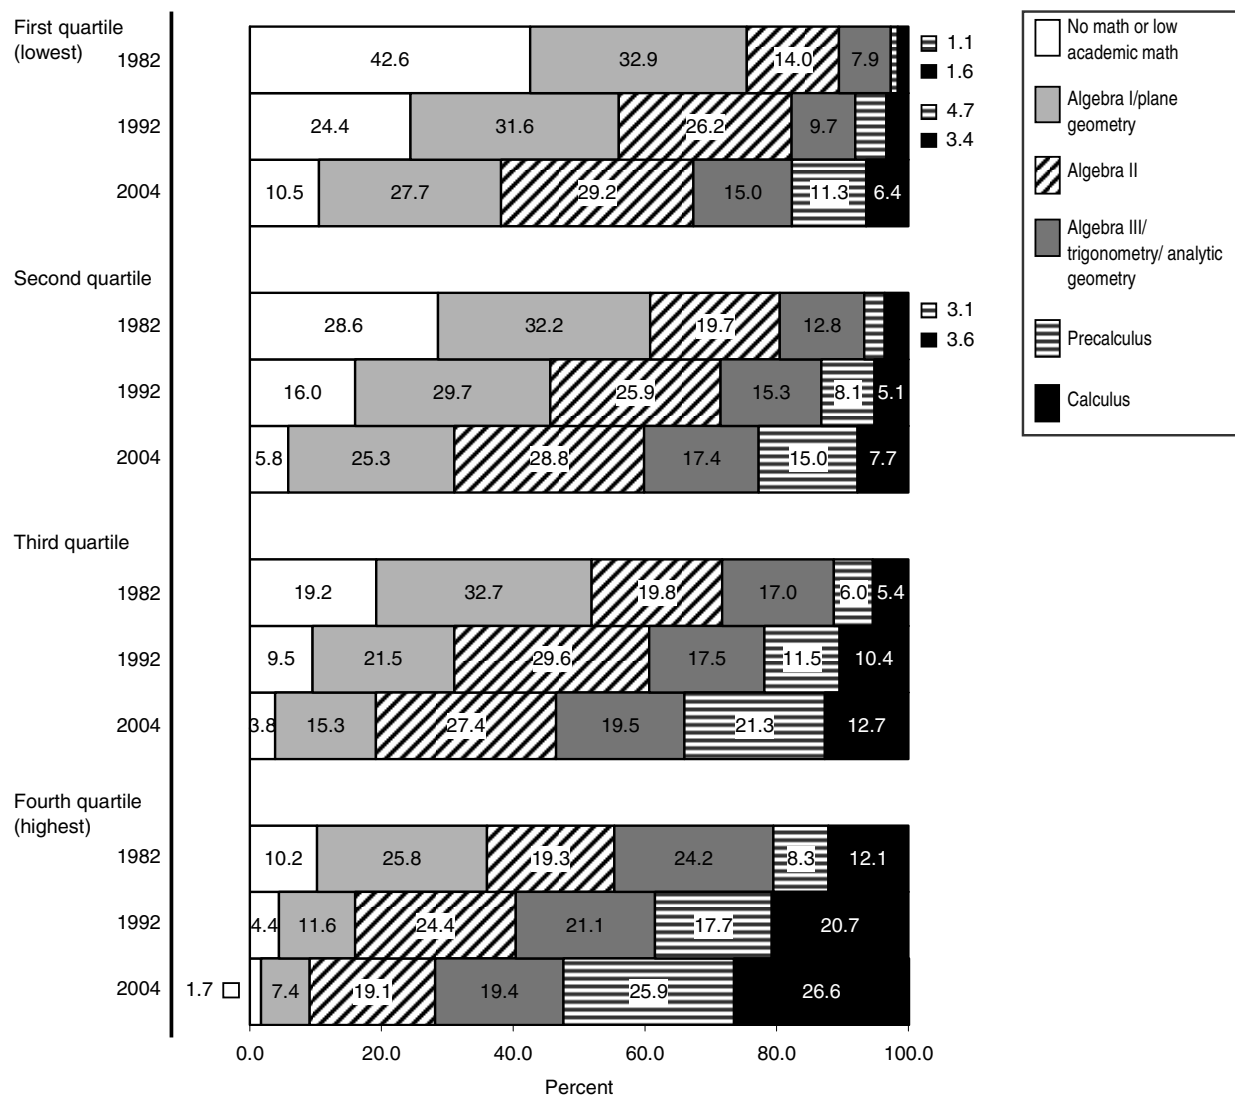 First quartile
(lowest)
1982
42.6 32.9 14.0 7.9 1.1
1.6
1992
24.4 31.6 26.2 9.7 4.7
3.4
2004
10.5 27.7 29.2 15.0 11.3 6.4
Second quartile
1982
28.6 32.2 19.7 12.8 3.1
3.6
1992
16.0 29.7 25.9 15.3 8.1 5.1
2004
5.8 25.3 28.8 17.4 15.0 7.7
Third quartile
1982
19.2 32.7 19.8 17.0 6.0 5.4
1992
9.5 21.5 29.6 17.5 11.5 10.4
2004
3.8 15.3 27.4 19.5 21.3 12.7
Fourth quartile
(highest)
1982
10.2 25.8 19.3 24.2 8.3 12.1
1992
4.4 11.6 24.4 21.1 17.7 20.7
2004
1.7 7.4 19.1 19.4 25.9 26.6
0.0 20.0 40.0 60.0 80.0 100.0
Percent
No math or low
academic math
Algebra I/plane
geometry
Algebra II
Algebra III/
trigonometry/ analytic
geometry
Precalculus
Calculus